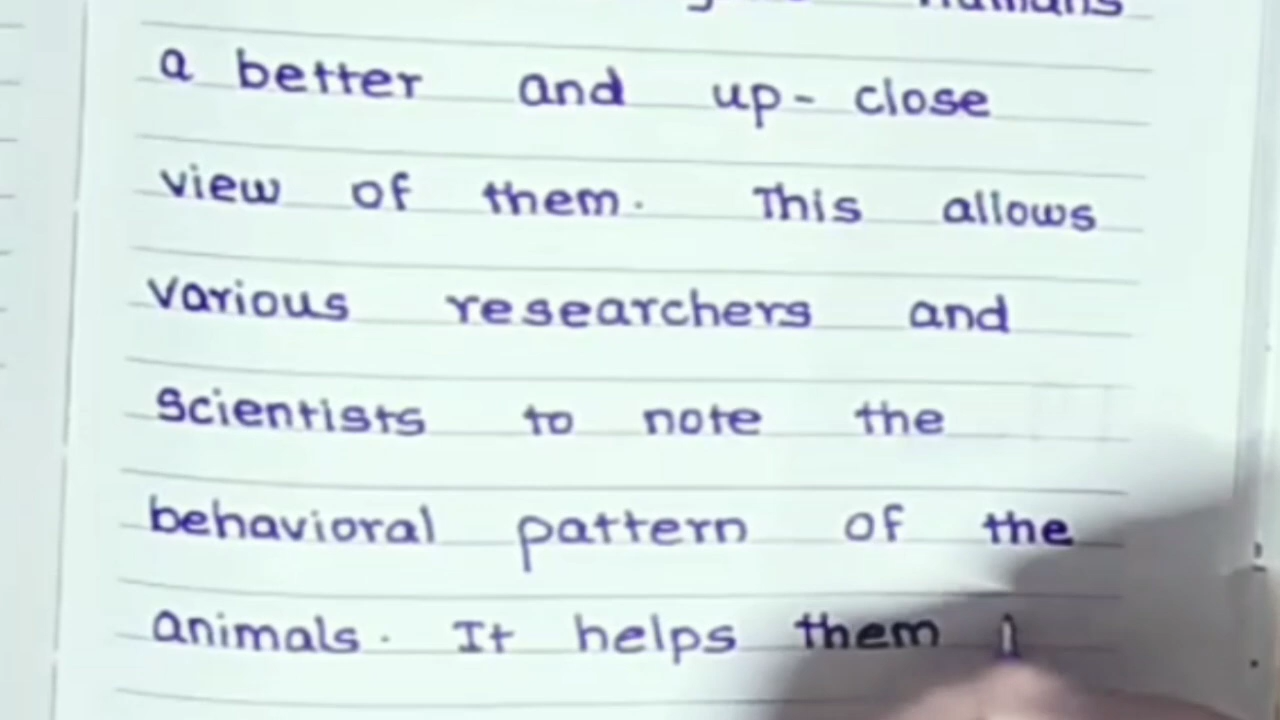 humans
a better and up-close
view of them. This allows
various researchers and
scientists to note the
behavioral pattern of the
animals. It helps them